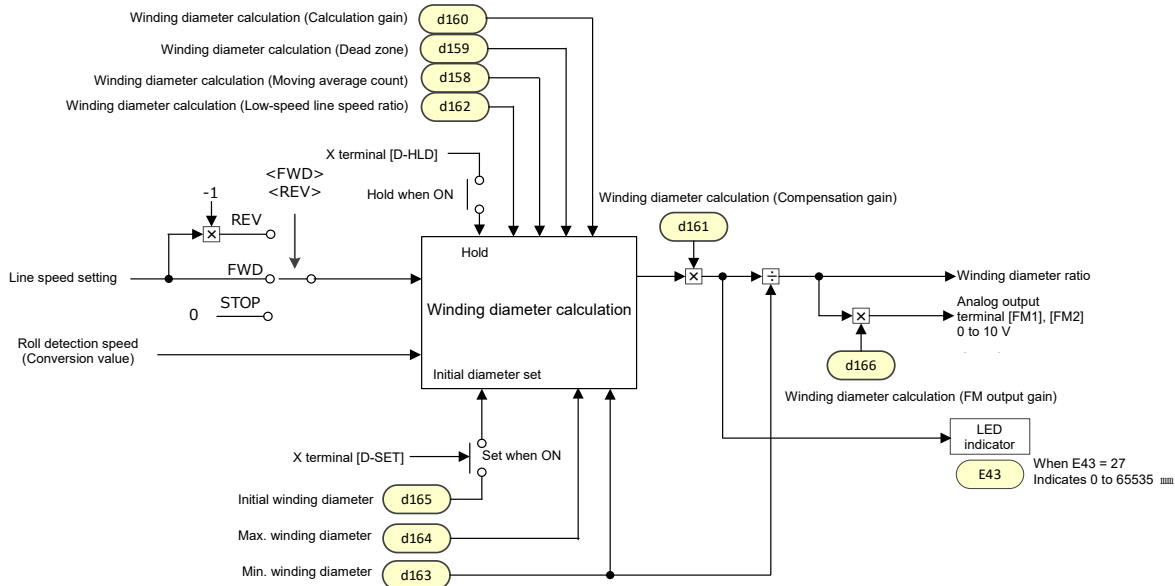 Winding diameter calculation (Calculation gain)
d160
Winding diameter calculation (Dead zone)
d159
Winding diameter calculation (Moving average count)
d158
Winding diameter calculation (Low-speed line speed ratio)
d162
X terminal [D-HLD]
Hold when ON
<FWD>
<REV>
-1
REV
×
Line speed setting
FWD
0
STOP
Roll detection speed
(Conversion value)
Hold
Winding diameter calculation
Initial diameter set
Winding diameter calculation (Compensation gain)
d161
×
÷
Winding diameter ratio
×
Analog output
terminal [FM1], [FM2]
0 to 10 V
d166
Winding diameter calculation (FM output gain)
LED
indicator
E43
When E43 = 27
Indicates 0 to 65535 ㎜
X terminal [D-SET]
Set when ON
Initial winding diameter
d165
Max. winding diameter
d164
Min. winding diameter
d163